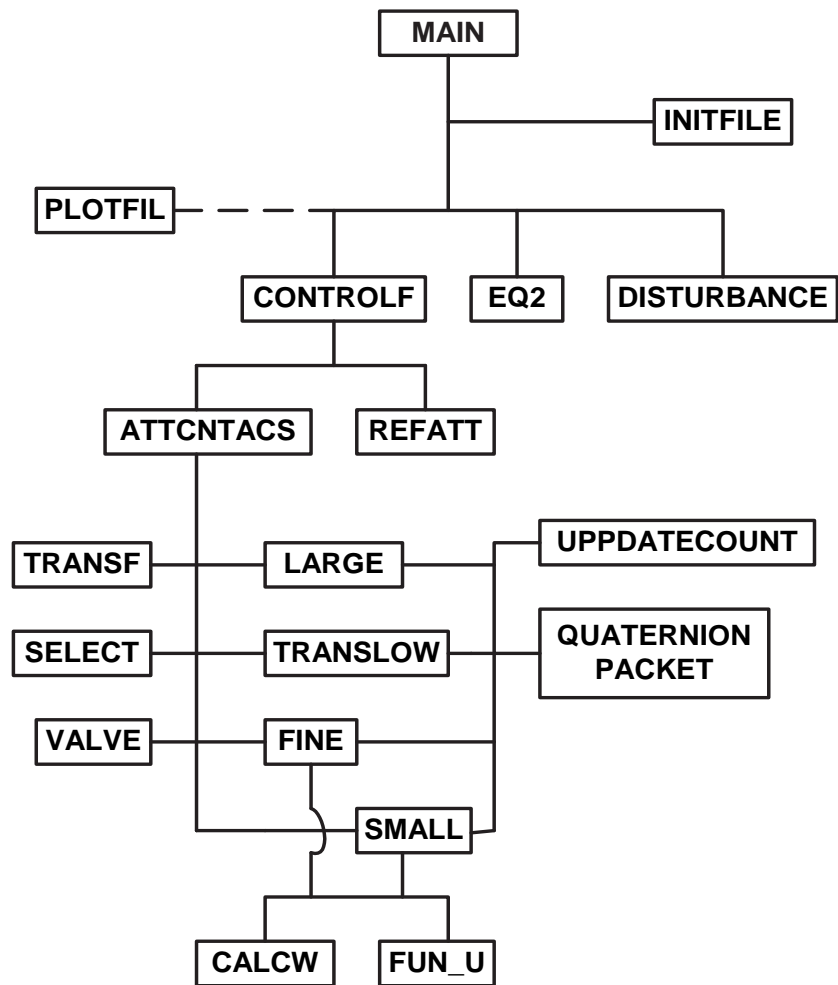 MAIN
INITFILE
PLOTFIL
CONTROLF
EQ2
DISTURBANCE
ATTCNTACS
REFATT
UPPDATECOUNT
TRANSF
LARGE
SELECT
TRANSLOW
QUATERNION
PACKET
VALVE
FINE
SMALL
CALCW
FUN_U